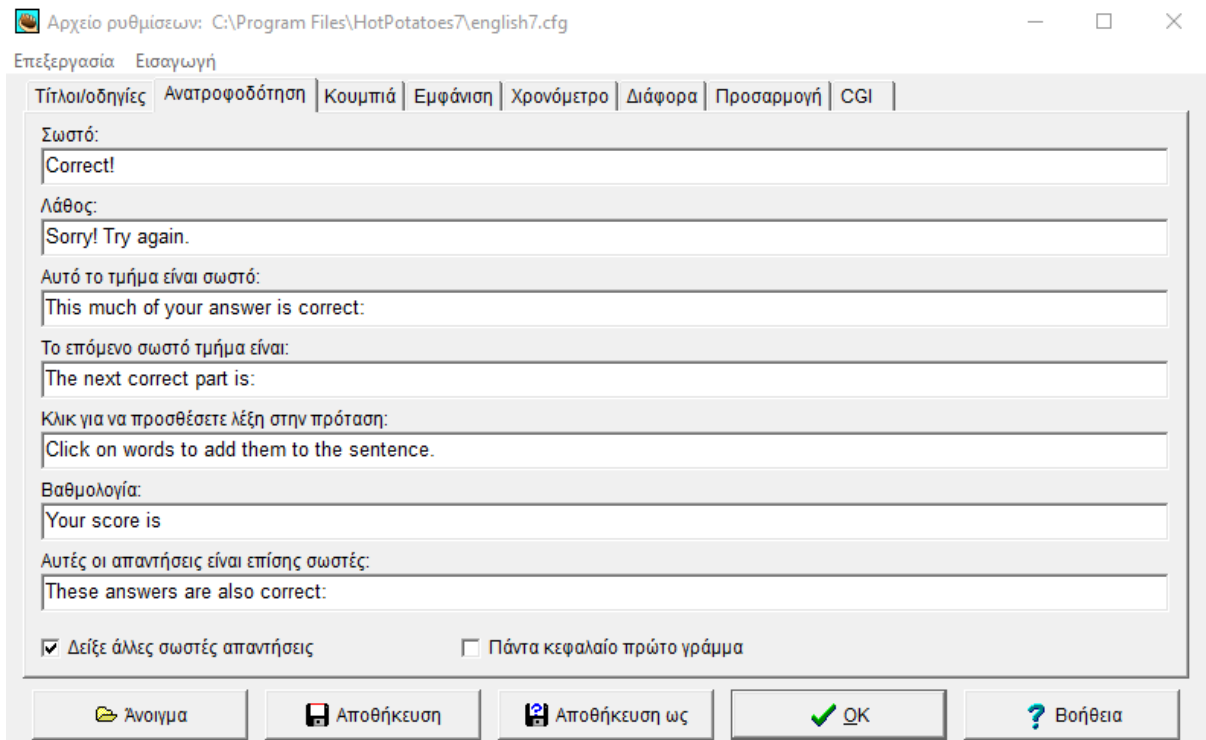 Αρχείο ρυθμίσεων: C:\Program Files\HotPotatoes7\english7.cfg
Επεξεργασία Εισαγωγή
Τίτλοι/οδηγίες Ανατροφοδότηση Κουμπιά Εμφάνιση Χρονόμετρο Διάφορα Προσαρμογή CGI
Σωστό:
Correct!
Λάθος:
Sorry! Try again.
Αυτό το τμήμα είναι σωστό:
This much of your answer is correct:
Το επόμενο σωστό τμήμα είναι:
The next correct part is:
Κλικ για να προσθέσετε λέξη στην πρόταση:
Click on words to add them to the sentence.
Βαθμολογία:
Your score is
Αυτές οι απαντήσεις είναι επίσης σωστές:
These answers are also correct:
Δείξε άλλες σωστές απαντήσεις Πάντα κεφαλαίο πρώτο γράμμα
Άνοιγμα Αποθήκευση Αποθήκευση ως OK Βοήθεια